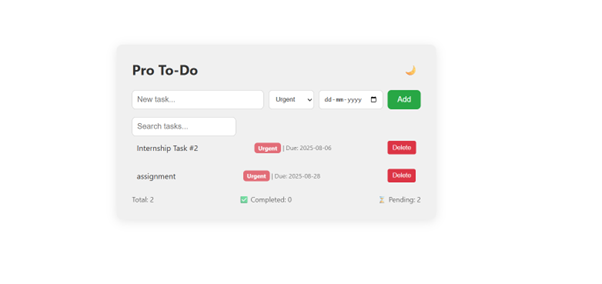 Pro To-Do
New task... Urgent dd-mm-yyyy Add
Search tasks...
Internship Task #2 Urgent | Due: 2025-08-06 Delete
assignment Urgent | Due: 2025-08-28 Delete
Total: 2 ✅ Completed: 0 ⏳ Pending: 2